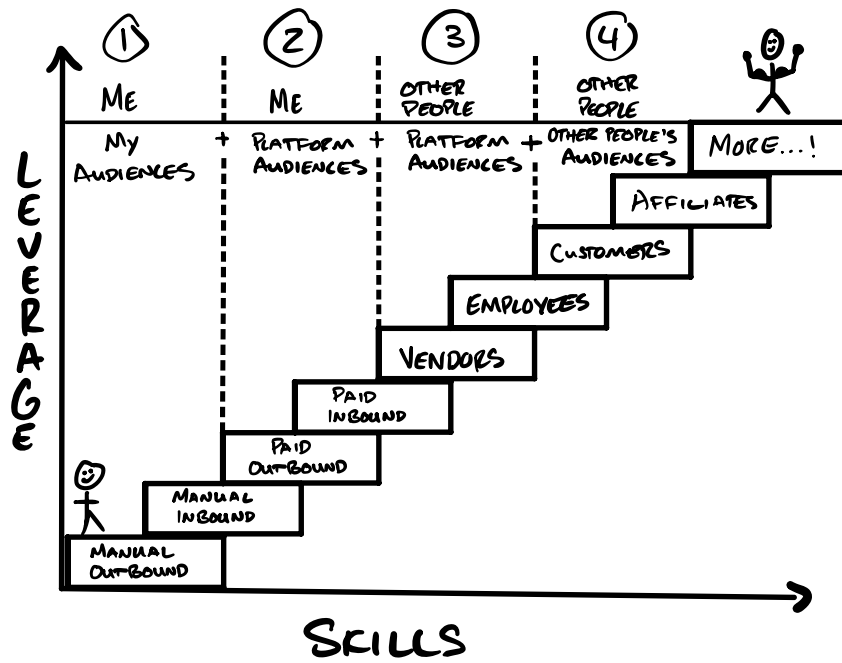 1
2
3
4
ME
ME
OTHER
PEOPLE
OTHER
PEOPLE
MY
AUDIENCES
+
PLATFORM
AUDIENCES
+
PLATFORM
AUDIENCES
+
OTHER PEOPLE'S
AUDIENCES
MORE...!
AFFILIATES
CUSTOMERS
EMPLOYEES
VENDORS
PAID
INBOUND
PAID
OUTBOUND
MANUAL
INBOUND
MANUAL
OUTBOUND
LEVERAGE
SKILLS